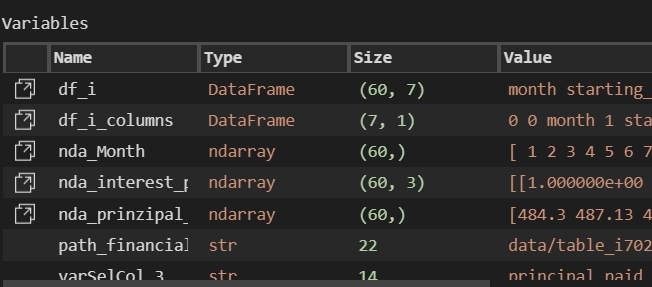 Variables
Name Type Size Value
df_i DataFrame (60, 7) month starting_
df_i_columns DataFrame (7, 1) 0 0 month 1 sta
nda_Month ndarray (60,) [ 1 2 3 4 5 6 7
nda_interest_p ndarray (60, 3) [[1.000000e+00
nda_prinzipal_ ndarray (60,) [484.3 487.13 4
path_financial str 22 data/table_i702
varSelCol_3 str 14 principal_paid